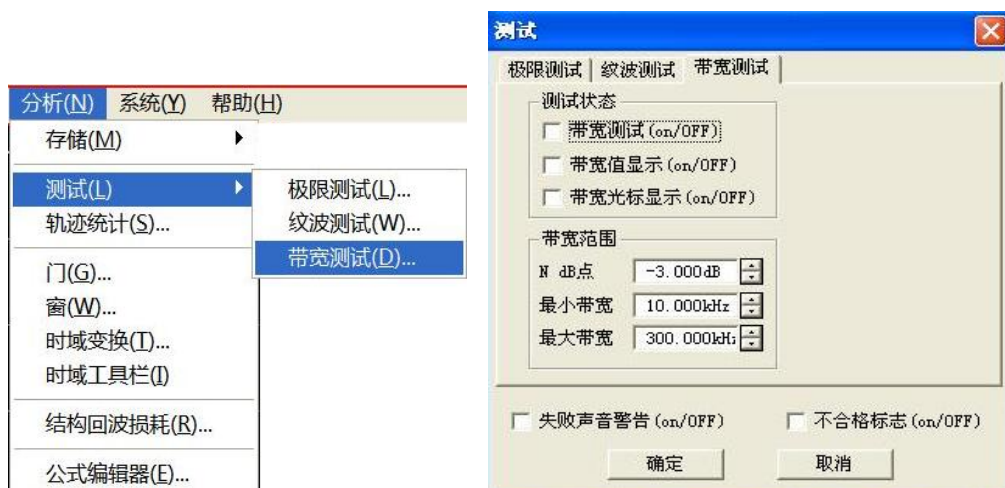 分析(N) 系统(Y) 帮助(H)
存储(M)
测试(L)
轨迹统计(S)...
门(G)...
窗(W)...
时域变换(T)...
时域工具栏(I)
结构回波损耗(R)...
公式编辑器(E)...
极限测试(L)...
纹波测试(W)...
带宽测试(D)...
测试
极限测试 纹波测试 带宽测试
测试状态
带宽测试(on/OFF)
带宽值显示(on/OFF)
带宽光标显示(on/OFF)
带宽范围
N dB点 -3.000dB
最小带宽 10.000kHz
最大带宽 300.000kHz
失败声音警告(on/OFF) 不合格标志(on/OFF)
确定 取消